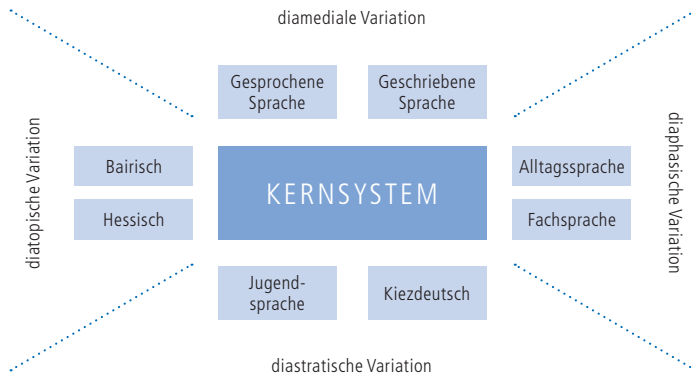 diamediale Variation
Gesprochene
Sprache
Geschriebene
Sprache
diatopische Variation
Bairisch
Hessisch
KERNSYSTEM
Alltagssprache
Fachsprache
diaphasische Variation
Jugend-
sprache
Kiezdeutsch
diastratische Variation